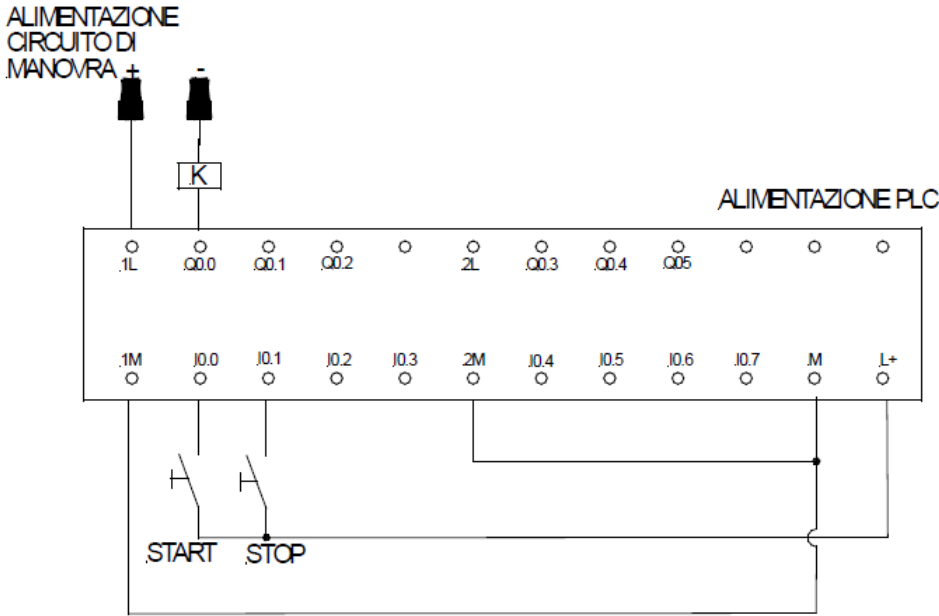 ALIMENTAZIONE
CIRCUITO DI
MANOVRA + -
K
ALIMENTAZIONE PLC
1L Q0.0 Q0.1 Q0.2 2L Q0.3 Q0.4 Q05
1M I0.0 I0.1 I0.2 I0.3 2M I0.4 I0.5 I0.6 I0.7 M L+
START STOP